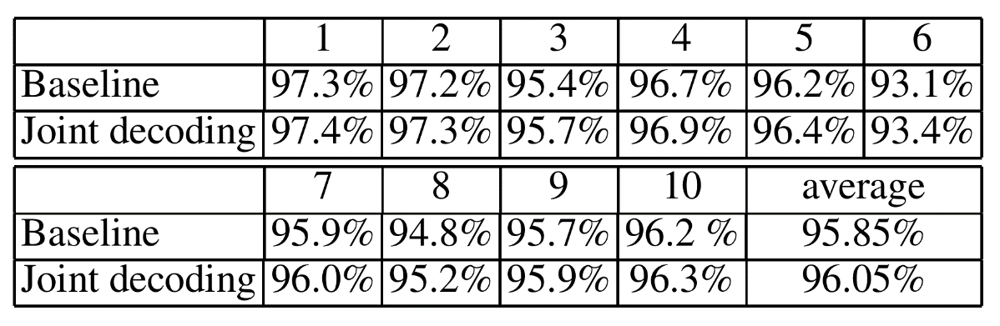 1 2 3 4 5 6
Baseline 97.3% 97.2% 95.4% 96.7% 96.2% 93.1%
Joint decoding 97.4% 97.3% 95.7% 96.9% 96.4% 93.4%
7 8 9 10 average
Baseline 95.9% 94.8% 95.7% 96.2 % 95.85%
Joint decoding 96.0% 95.2% 95.9% 96.3% 96.05%